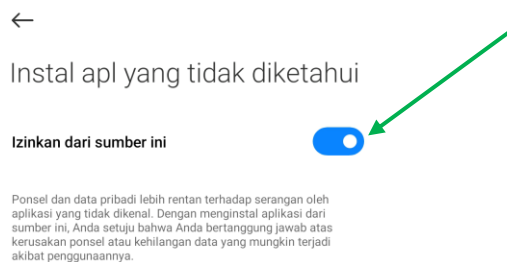 Instal apl yang tidak diketahui
Izinkan dari sumber ini
Ponsel dan data pribadi lebih rentan terhadap serangan oleh
aplikasi yang tidak dikenal. Dengan menginstal aplikasi dari
sumber ini, Anda setuju bahwa Anda bertanggung jawab atas
kerusakan ponsel atau kehilangan data yang mungkin terjadi
akibat penggunaannya.